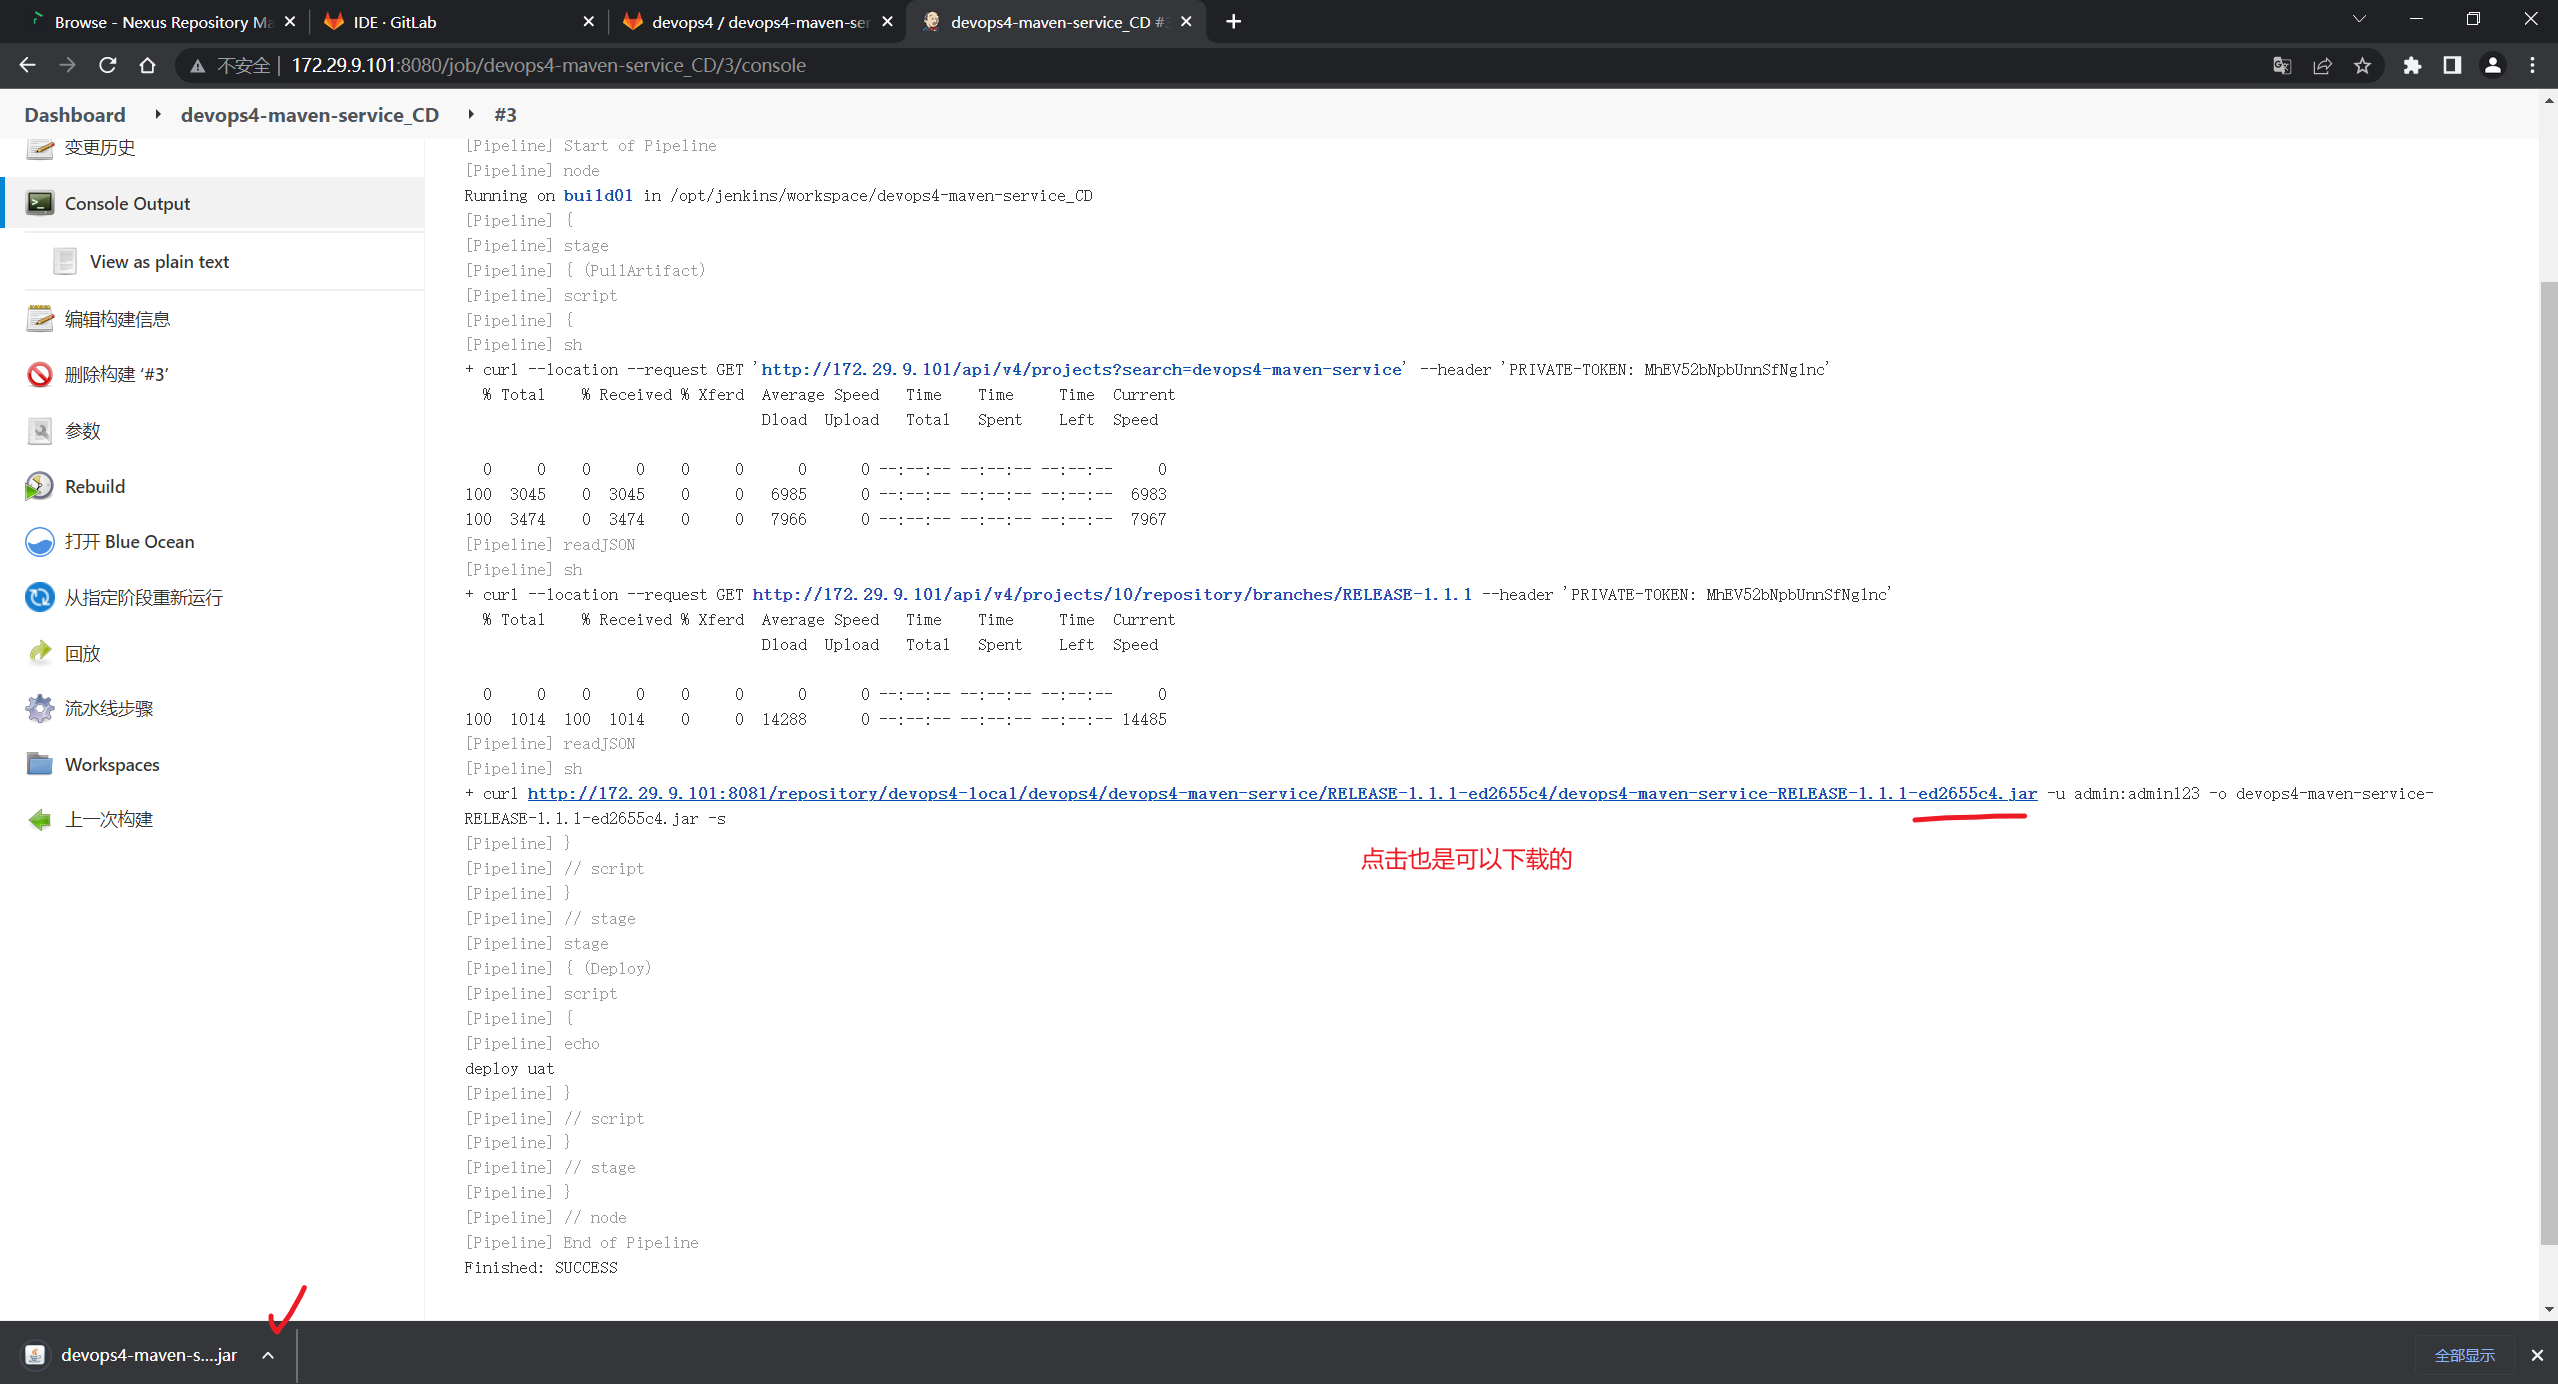 Browse - Nexus Repository Ma
IDE · GitLab
devops4 / devops4-maven-ser
devops4-maven-service_CD #3
不安全 | 172.29.9.101:8080/job/devops4-maven-service_CD/3/console
Dashboard
devops4-maven-service_CD
#3
变更历史
Console Output
View as plain text
编辑构建信息
删除构建 ‘#3’
参数
Rebuild
打开 Blue Ocean
从指定阶段重新运行
回放
流水线步骤
Workspaces
上一次构建
[Pipeline] Start of Pipeline
[Pipeline] node
Running on build01 in /opt/jenkins/workspace/devops4-maven-service_CD
[Pipeline] {
[Pipeline] stage
[Pipeline] { (PullArtifact)
[Pipeline] script
[Pipeline] {
[Pipeline] sh
+ curl --location --request GET 'http://172.29.9.101/api/v4/projects?search=devops4-maven-service' --header 'PRIVATE-TOKEN: MhEV52bNpbUnnSfNg1nc'
% Total % Received % Xferd Average Speed Time Time Time Current
Dload Upload Total Spent Left Speed
0 0 0 0 0 0 0 0 --:--:-- --:--:-- --:--:-- 0
100 3045 0 3045 0 0 6985 0 --:--:-- --:--:-- --:--:-- 6983
100 3474 0 3474 0 0 7966 0 --:--:-- --:--:-- --:--:-- 7967
[Pipeline] readJSON
[Pipeline] sh
+ curl --location --request GET http://172.29.9.101/api/v4/projects/10/repository/branches/RELEASE-1.1.1 --header 'PRIVATE-TOKEN: MhEV52bNpbUnnSfNg1nc'
% Total % Received % Xferd Average Speed Time Time Time Current
Dload Upload Total Spent Left Speed
0 0 0 0 0 0 0 0 --:--:-- --:--:-- --:--:-- 0
100 1014 100 1014 0 0 14288 0 --:--:-- --:--:-- --:--:-- 14485
[Pipeline] readJSON
[Pipeline] sh
+ curl http://172.29.9.101:8081/repository/devops4-local/devops4/devops4-maven-service/RELEASE-1.1.1-ed2655c4/devops4-maven-service-RELEASE-1.1.1-ed2655c4.jar -u admin:admin123 -o devops4-maven-service-
RELEASE-1.1.1-ed2655c4.jar -s
[Pipeline] }
点击也是可以下载的
[Pipeline] // script
[Pipeline] }
[Pipeline] // stage
[Pipeline] stage
[Pipeline] { (Deploy)
[Pipeline] script
[Pipeline] {
[Pipeline] echo
deploy uat
[Pipeline] }
[Pipeline] // script
[Pipeline] }
[Pipeline] // stage
[Pipeline] }
[Pipeline] // node
[Pipeline] End of Pipeline
Finished: SUCCESS
devops4-maven-s....jar
全部显示